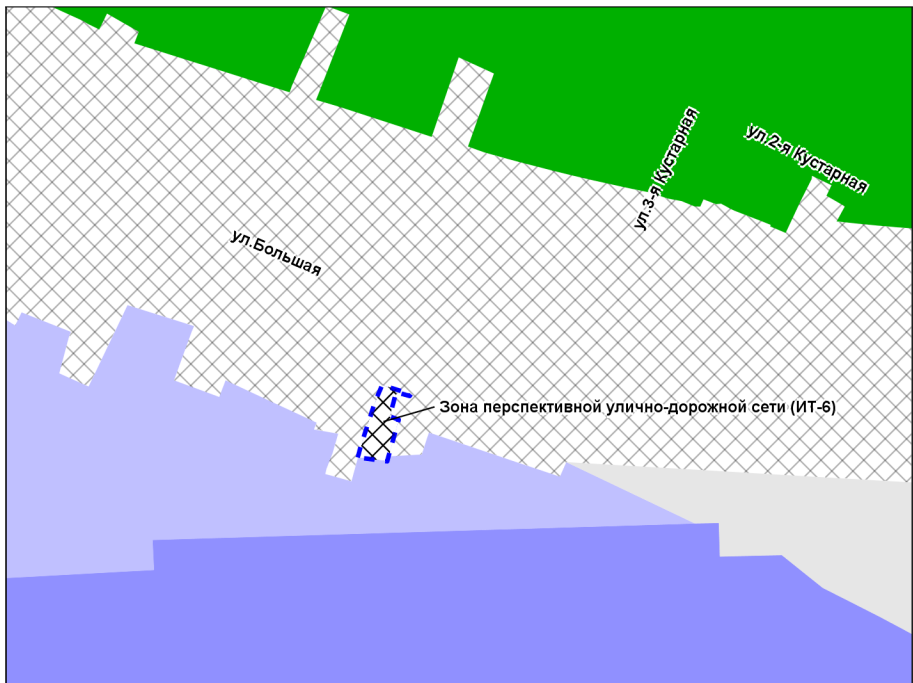 ул.2-я Кустарная
ул.3-я Кустарная
ул.Большая
Зона перспективной улично-дорожной сети (ИТ-6)